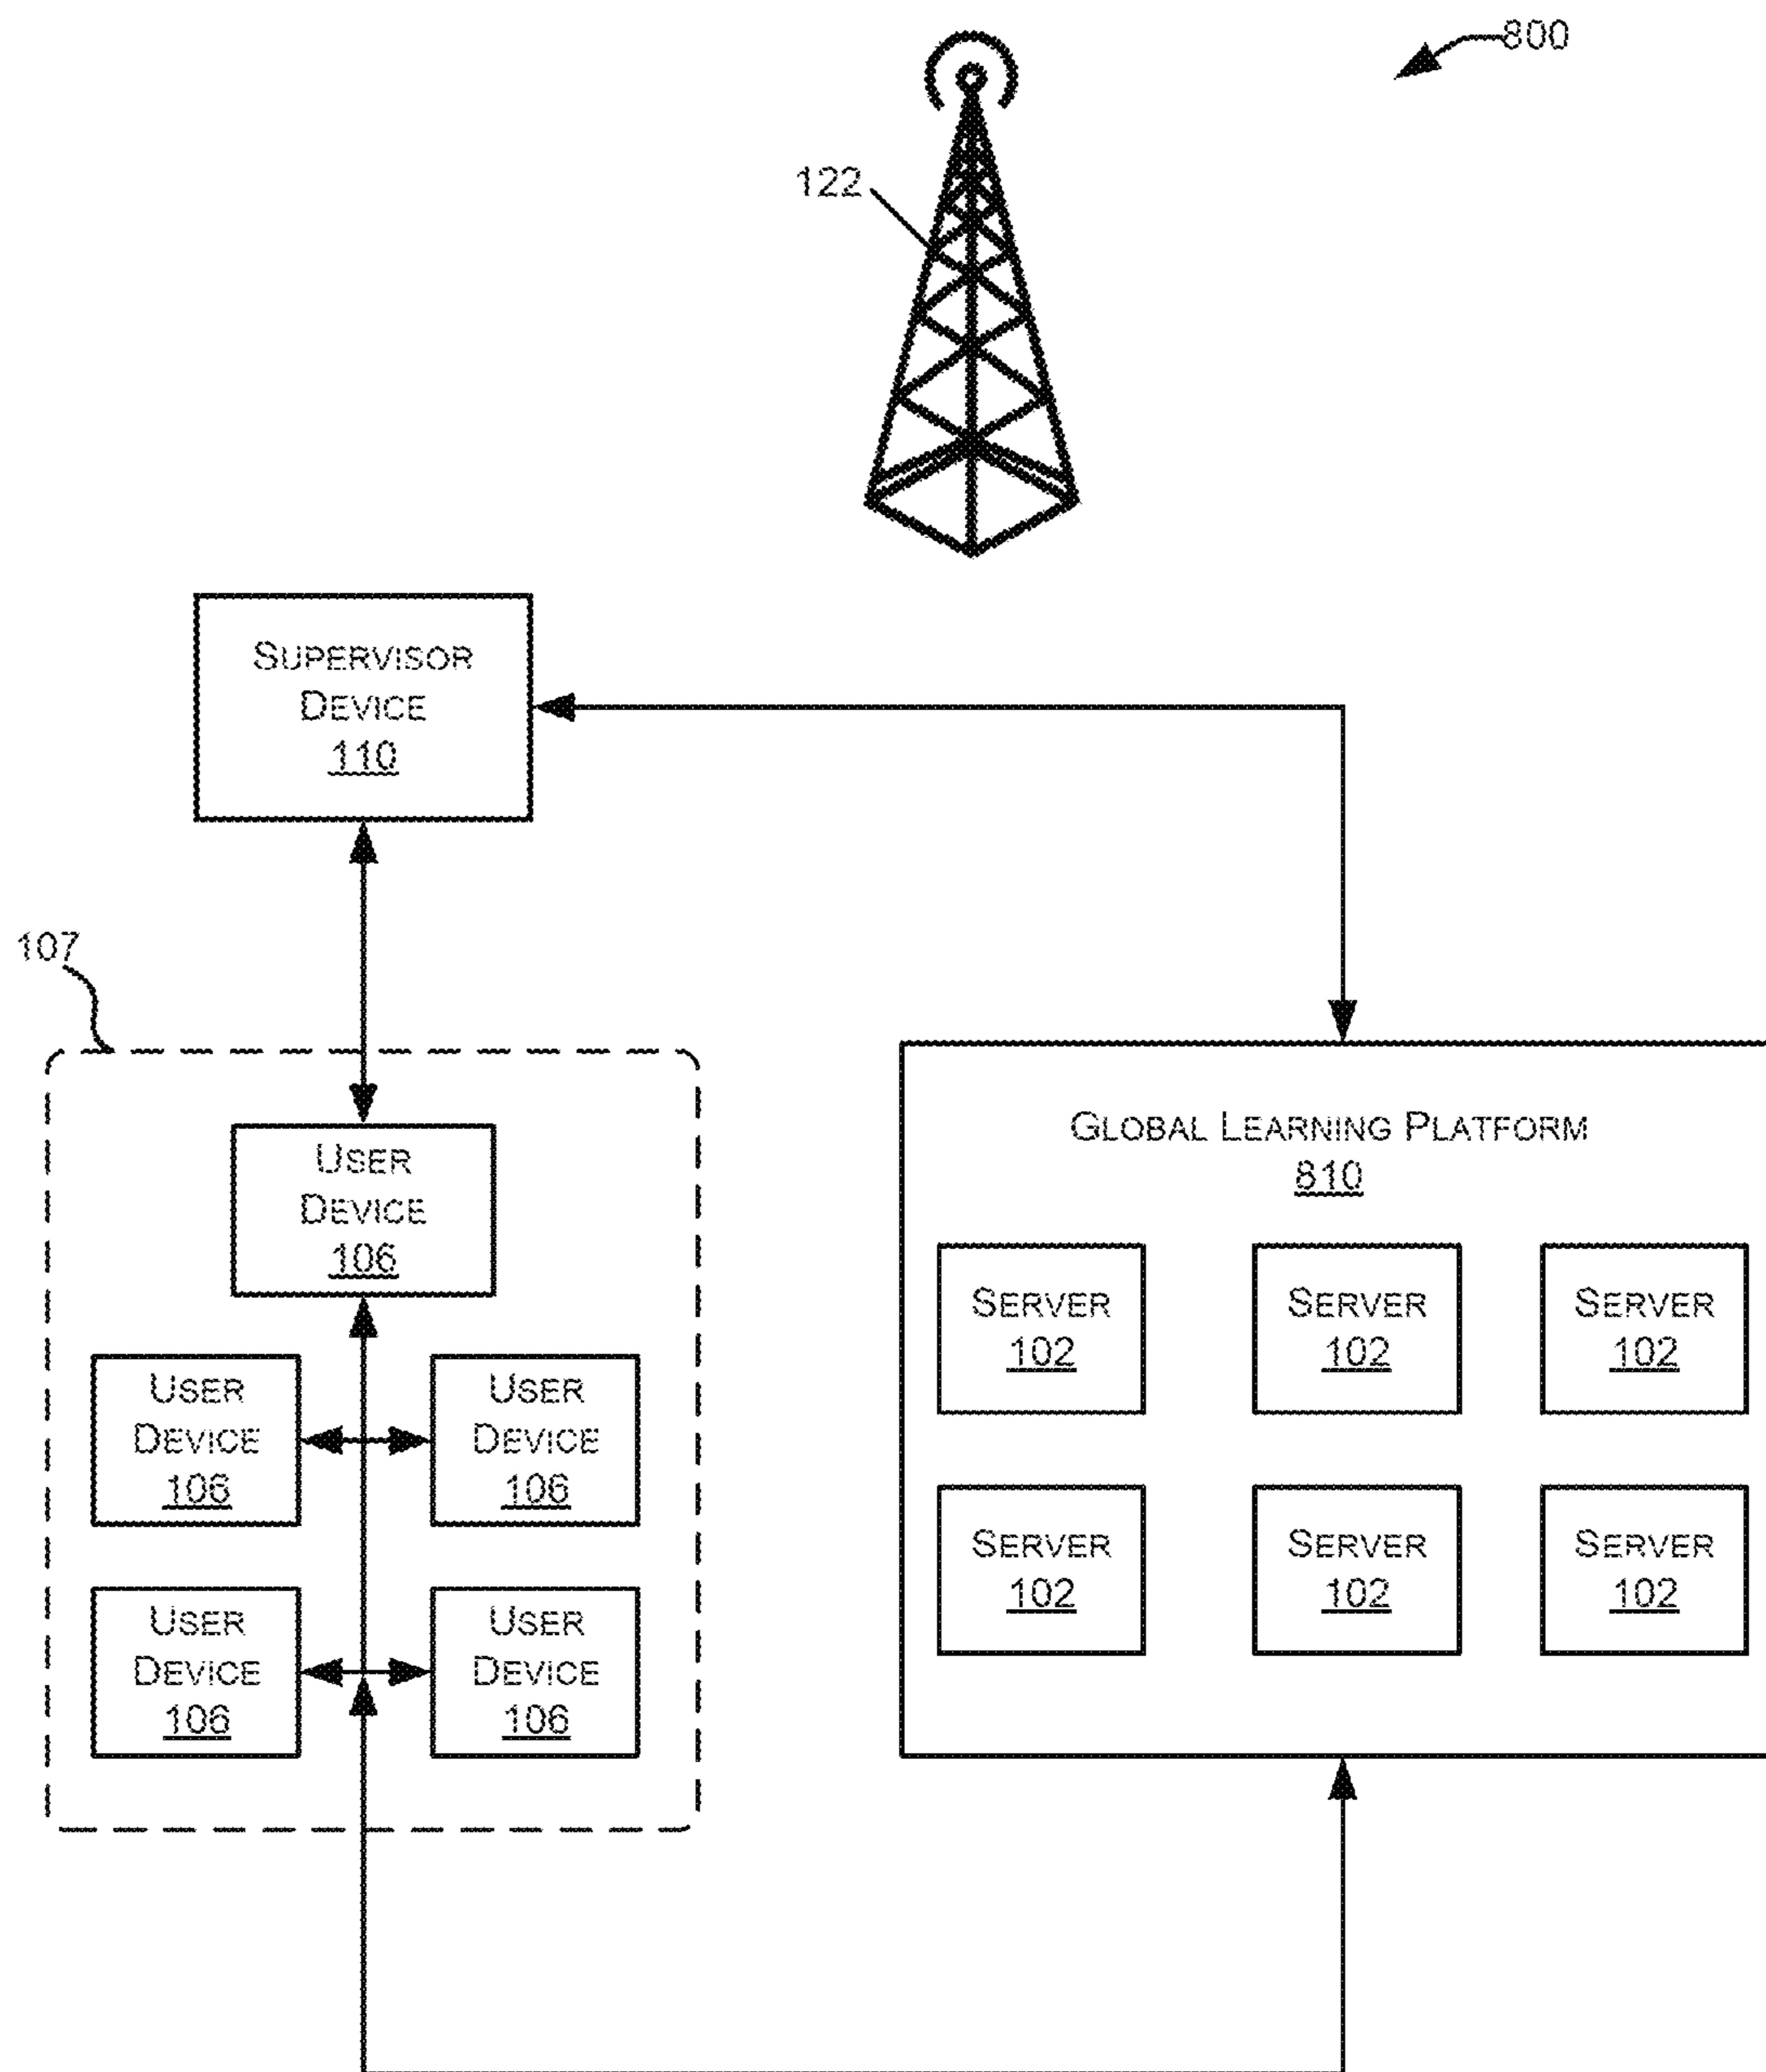 800
122
SUPERVISOR
DEVICE
110
107
USER
DEVICE
106
GLOBAL LEARNING PLATFORM
810
SERVER
102
SERVER
102
SERVER
102
USER
DEVICE
106
USER
DEVICE
106
SERVER
102
SERVER
102
SERVER
102
USER
DEVICE
106
USER
DEVICE
106